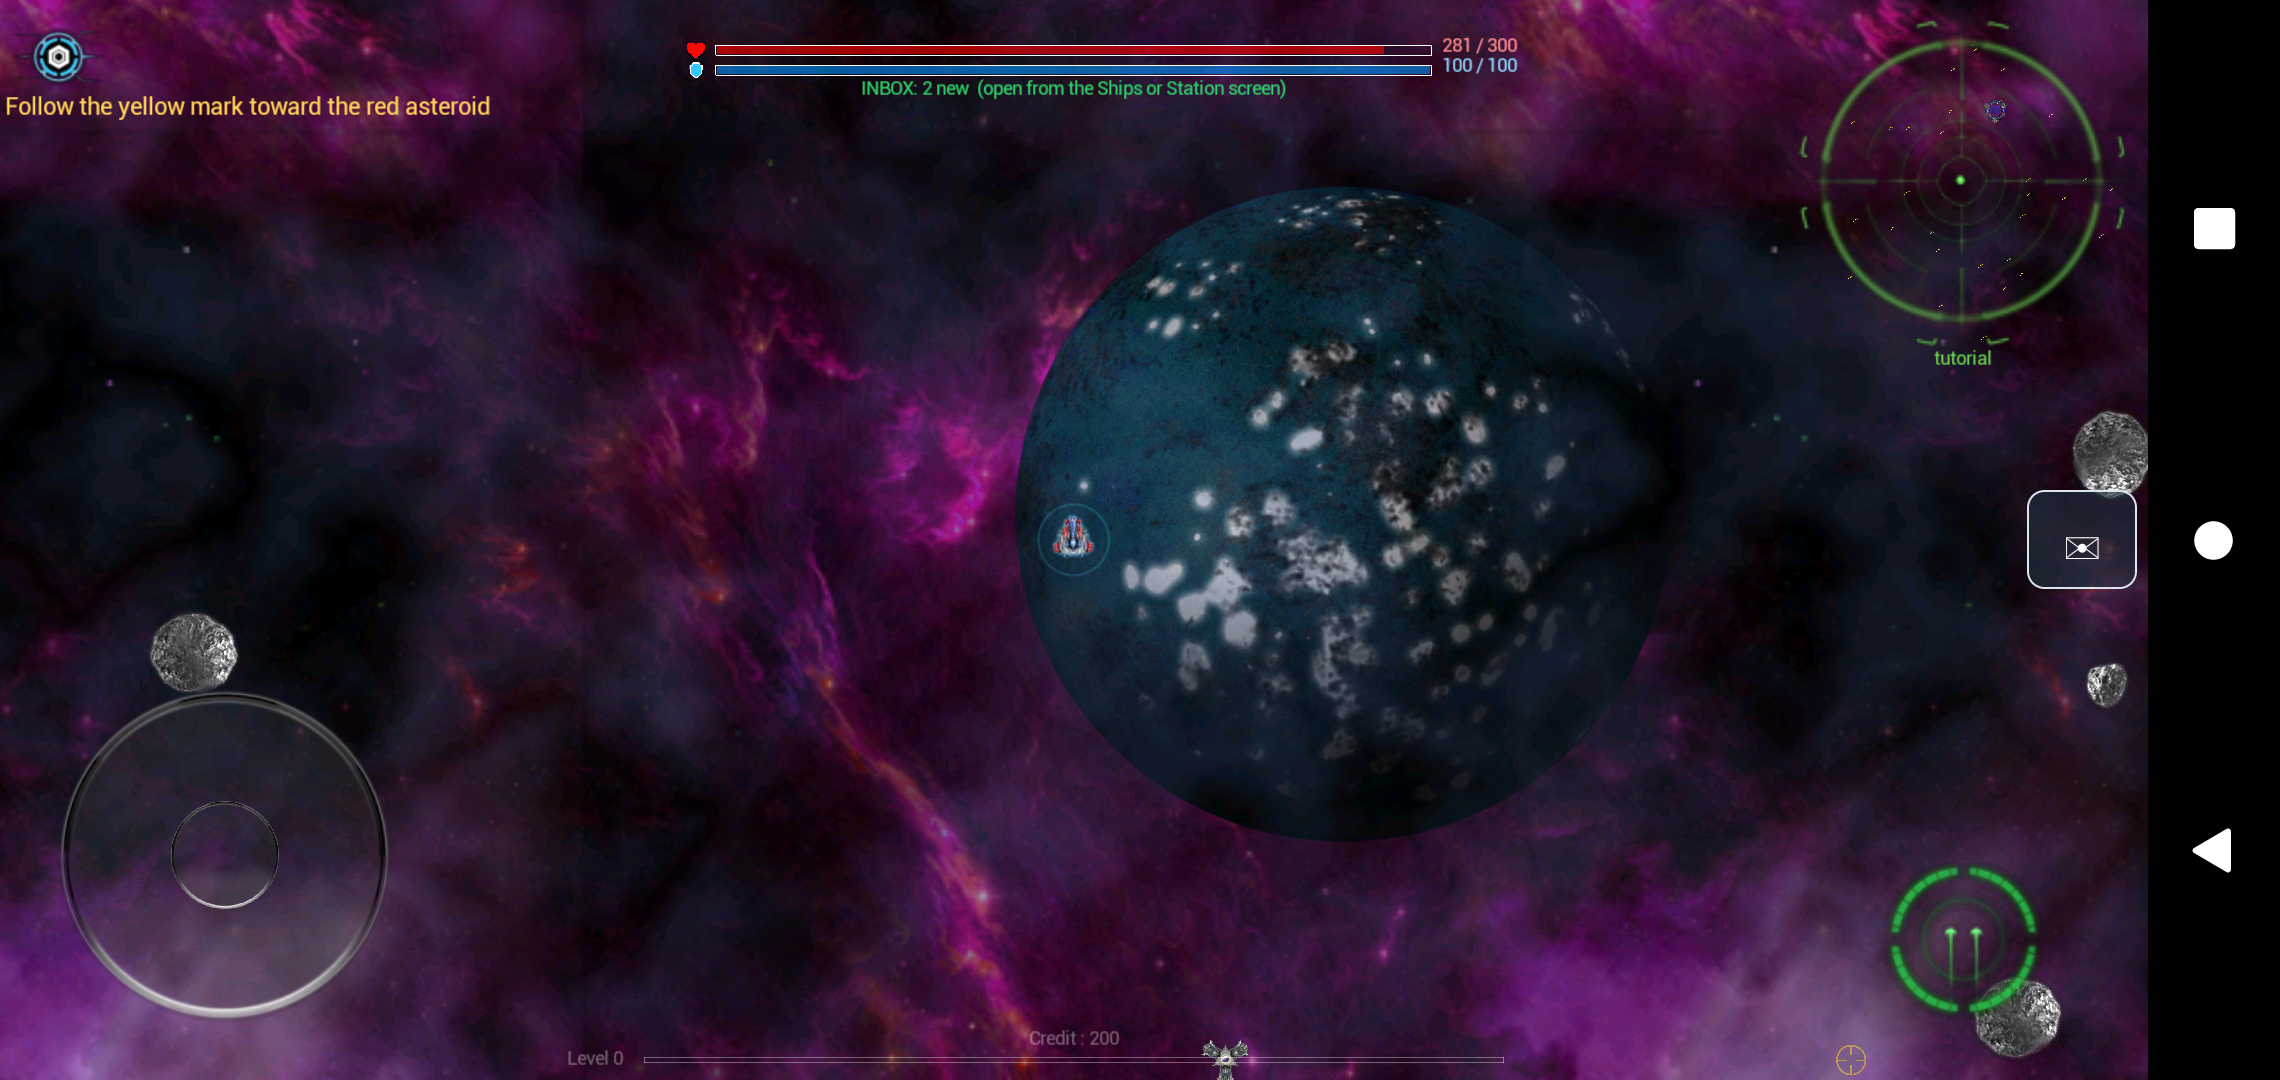 281 / 300
100 / 100
INBOX: 2 new  (open from the Ships or Station screen)
Follow the yellow mark toward the red asteroid
tutorial
Credit : 200
Level 0